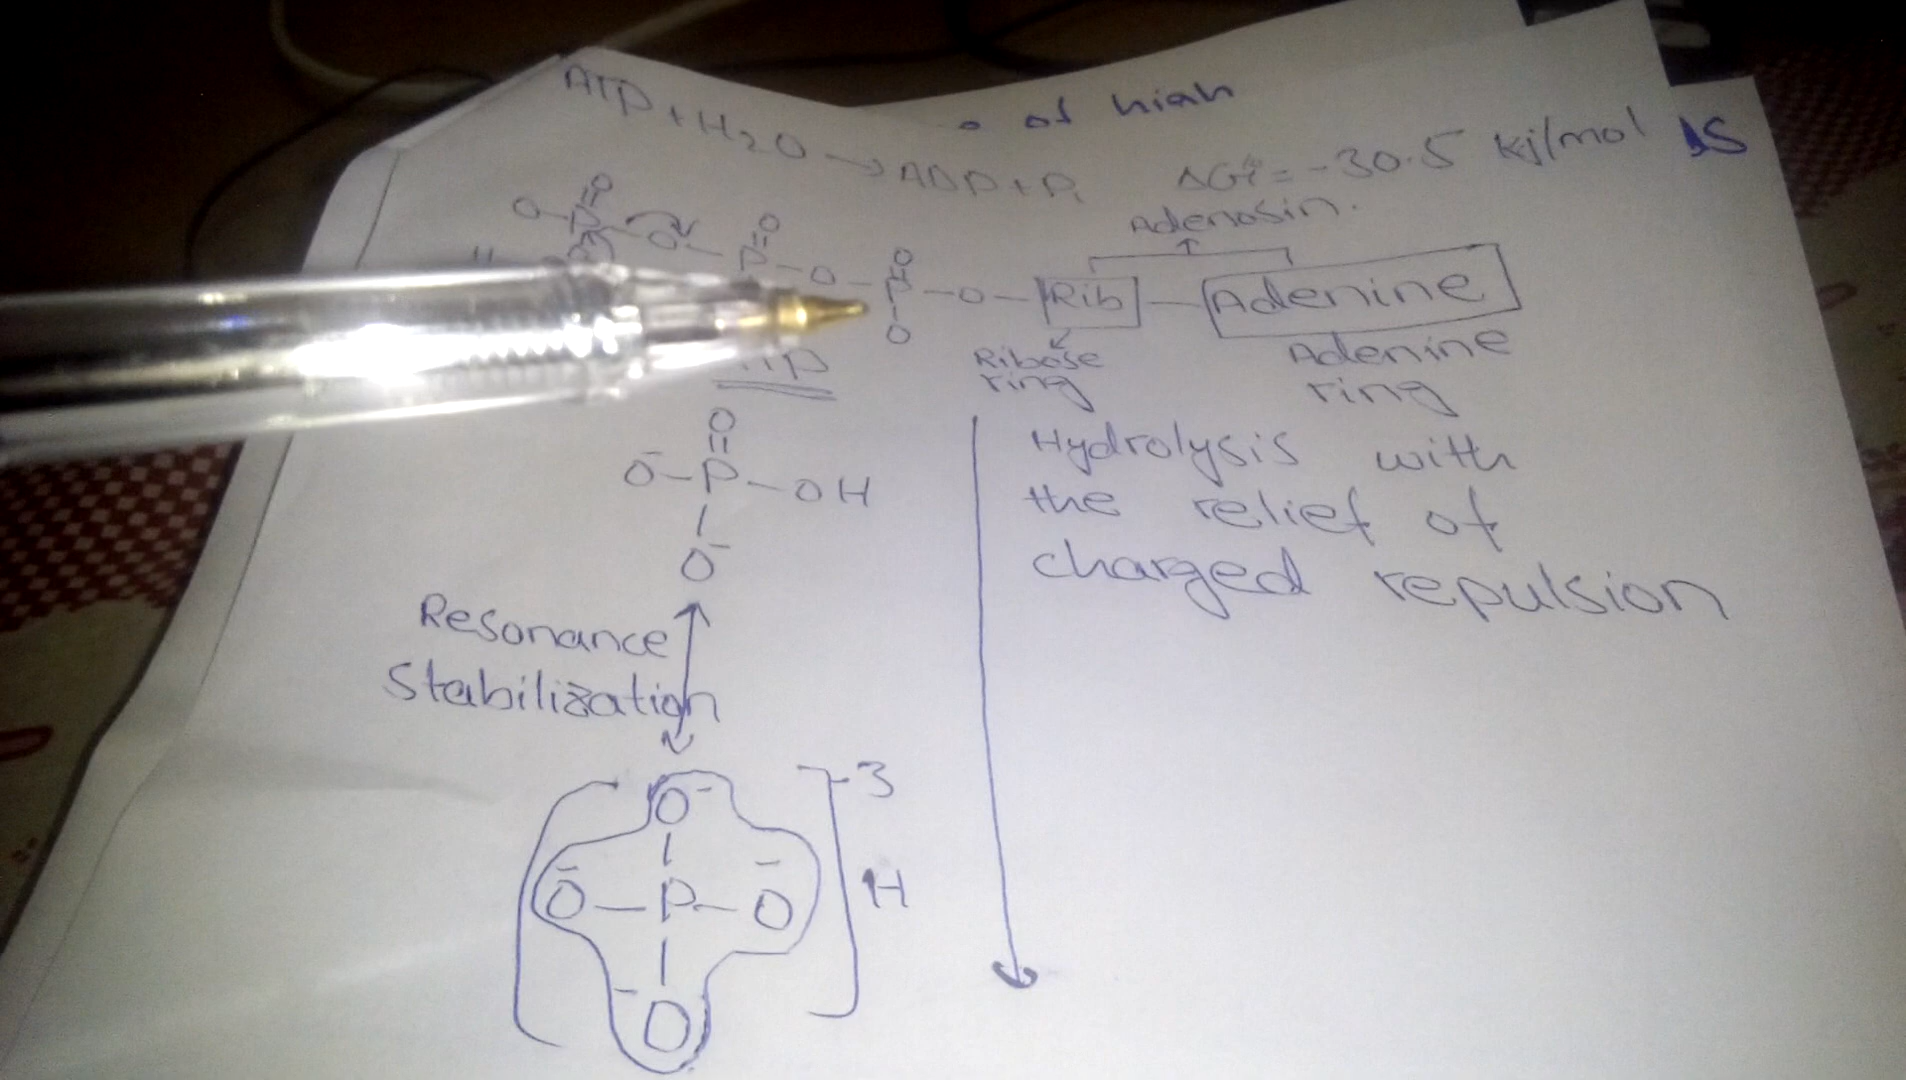 of high
ATP + H2O → ADP + Pi ΔG°= -30.5 kj/mol
Adenosin.
O
O-P-O-P-O-P-O-Rib-Adenine
O
Ribose
ring
Adenine
ring
O
O⁻-P-OH
O⁻
Hydrolysis with
the relief of
charged repulsion
Resonance
Stabilization
O⁻ -3
O⁻-P-O⁻ H
O⁻